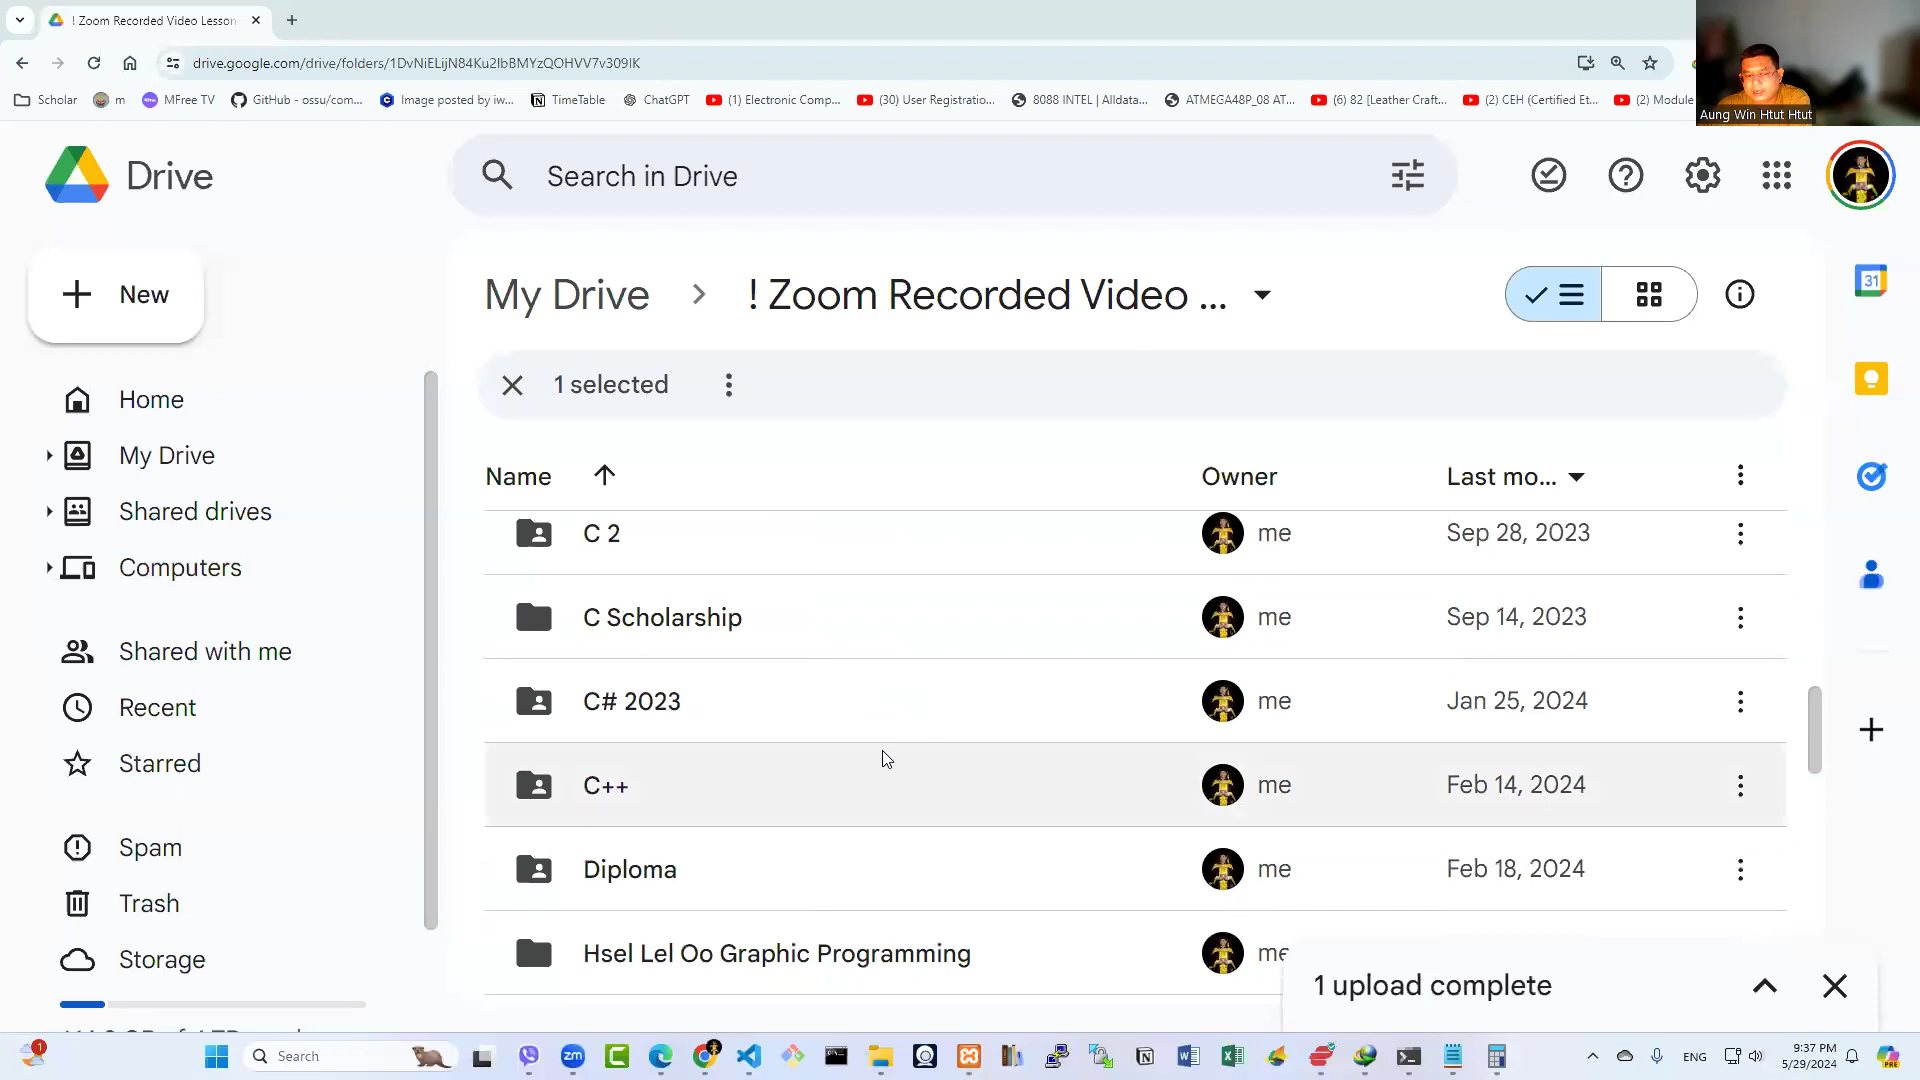 ! Zoom Recorded Video Lesson
drive.google.com/drive/folders/1DvNiELijN84Ku2IbBMYzQOHVV7v309lK
Scholar
m
MFree TV
GitHub - ossu/com...
Image posted by iw...
TimeTable
ChatGPT
(1) Electronic Comp...
(30) User Registratio...
8088 INTEL | Alldata...
ATMEGA48P_08 AT...
(6) 82 [Leather Craft...
(2) CEH (Certified Et...
(2) Module
Aung Win Htut Htut
Drive
Search in Drive
New
My Drive
! Zoom Recorded Video ...
1 selected
Home
My Drive
Shared drives
Computers
Shared with me
Recent
Starred
Spam
Trash
Storage
Name
Owner
Last mo...
C 2
me
Sep 28, 2023
C Scholarship
me
Sep 14, 2023
C# 2023
me
Jan 25, 2024
C++
me
Feb 14, 2024
Diploma
me
Feb 18, 2024
Hsel Lel Oo Graphic Programming
me
31
1 upload complete
1
Search
zm
ENG
9:37 PM
5/29/2024
PRE